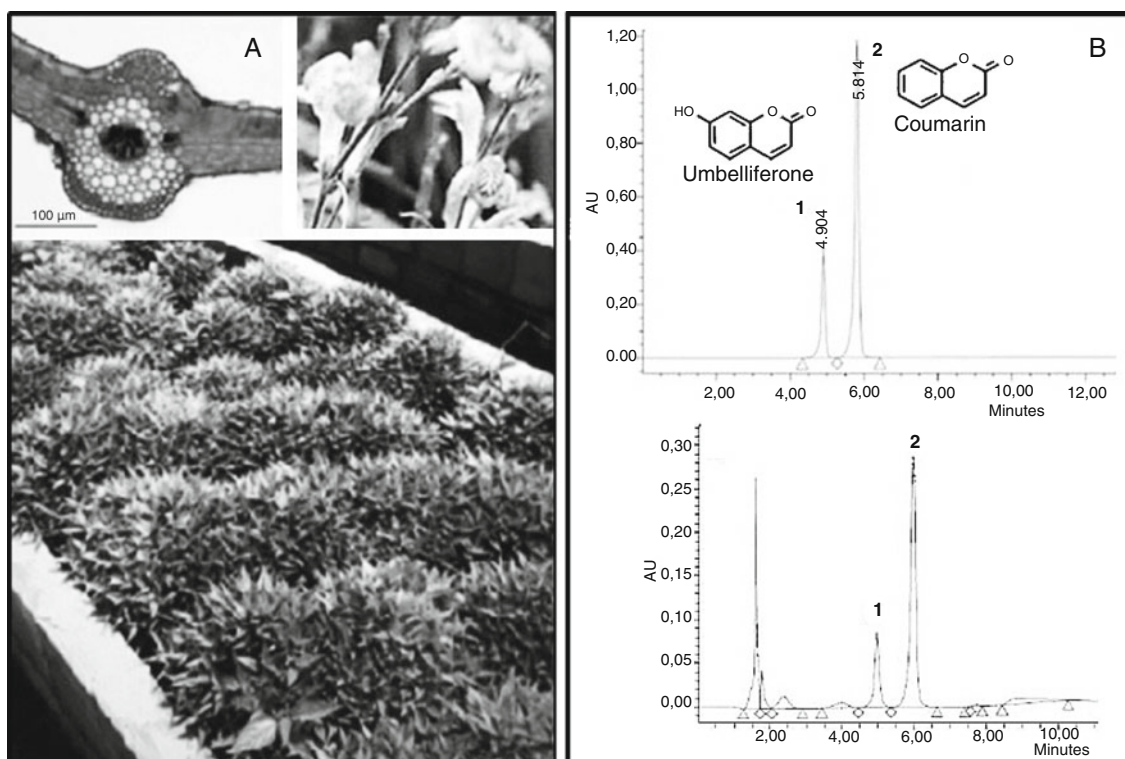 A
100 µm
B
1,20
1,00
0,80
0,60
0,40
0,20
0,00
AU
2
5.814
Coumarin
HO
O
O
O
O
Umbelliferone
1
4.904
2,00
4,00
6,00
8,00
10,00
12,00
Minutes
0,30
0,25
0,20
0,15
0,10
0,05
0,00
AU
1
2
2,00
4,00
6,00
8,00
10,00
Minutes